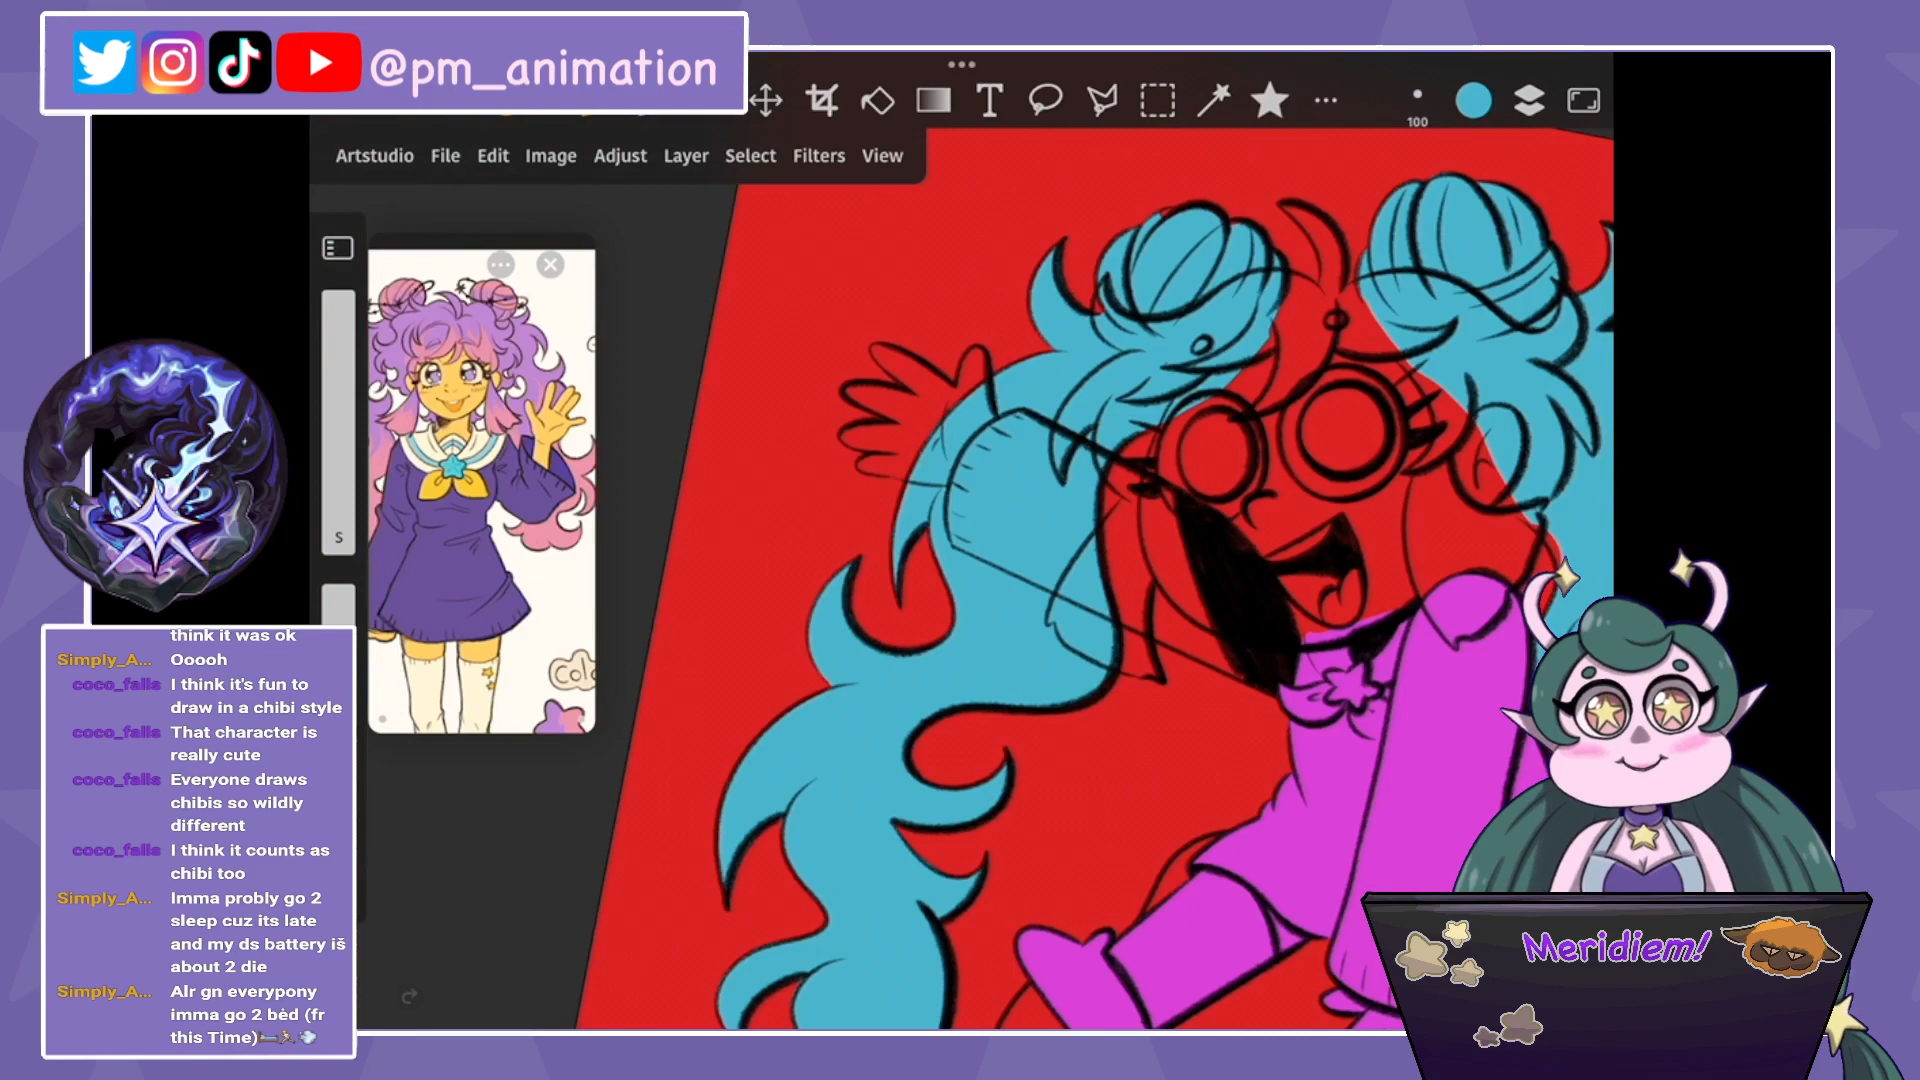 @pm_animation
T
100
Artstudio File Edit Image Adjust Layer Select Filters View
S
Colo
think it was ok
Simply_A... Ooooh
coco_falls I think it's fun to
draw in a chibi style
coco_falls That character is
really cute
coco_falls Everyone draws
chibis so wildly
different
coco_falls I think it counts as
chibi too
Simply_A... Imma probly go 2
sleep cuz its late
and my ds battery iš
about 2 die
Simply_A... Alr gn everypony
imma go 2 bėd (fr
this Time)
Meridiem!